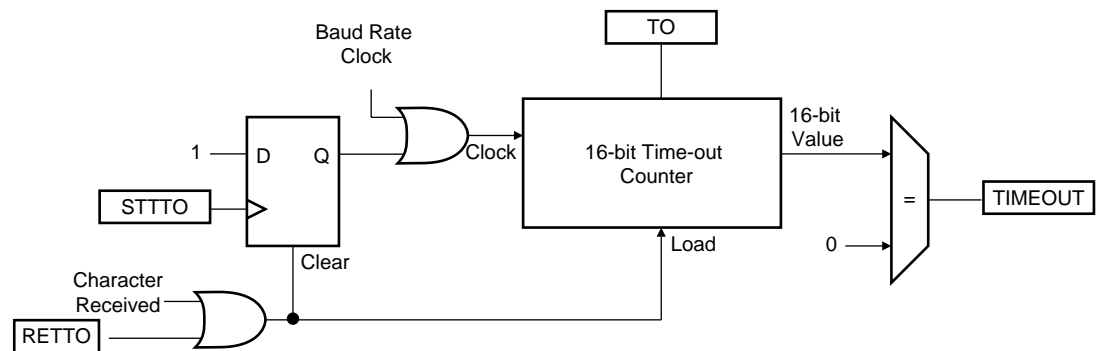 TO
Baud Rate
Clock
16-bit
Value
1
D
Q
Clock
16-bit Time-out
Counter
STTTO
=
TIMEOUT
Clear
Load
0
Character
Received
RETTO